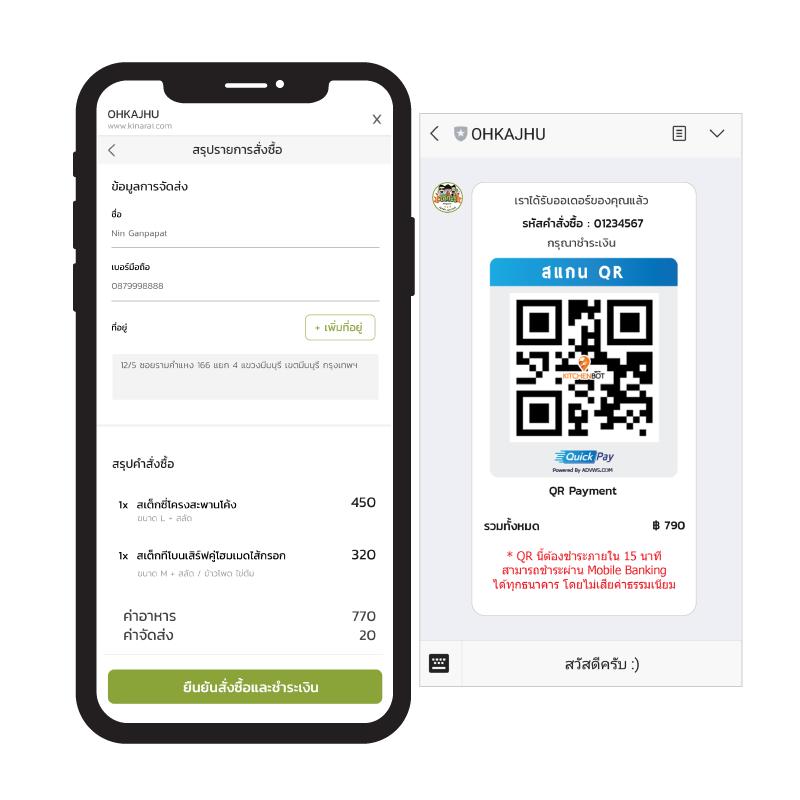 OHKAJHU
www.kinarai.com
X
สรุปรายการสั่งซื้อ
ข้อมูลการจัดส่ง
ชื่อ
Nin Ganpapat
เบอร์มือถือ
0879998888
ที่อยู่
+ เพิ่มที่อยู่
12/5 ซอยรามคำแหง 166 แยก 4 แขวงมีนบุรี เขตมีนบุรี กรุงเทพฯ
สรุปคำสั่งซื้อ
1x สเต็กซี่โครงสะพานโค้ง 450
ขนาด L + สลัด
1x สเต็กทีโบนเสิร์ฟคู่โฮมเมดไส้กรอก 320
ขนาด M + สลัด / ข้าวโพด ไข่ต้ม
ค่าอาหาร 770
ค่าจัดส่ง 20
ยืนยันสั่งซื้อและชำระเงิน
OHKAJHU
เราได้รับออเดอร์ของคุณแล้ว
รหัสคำสั่งซื้อ : 01234567
กรุณาชำระเงิน
สแกน QR
KITCHENBOT
Quick Pay
Powered By ADVWS.COM
QR Payment
รวมทั้งหมด ฿ 790
* QR นี้ต้องชำระภายใน 15 นาที
สามารถชำระผ่าน Mobile Banking
ได้ทุกธนาคาร โดยไม่เสียค่าธรรมเนียม
สวัสดีครับ :)